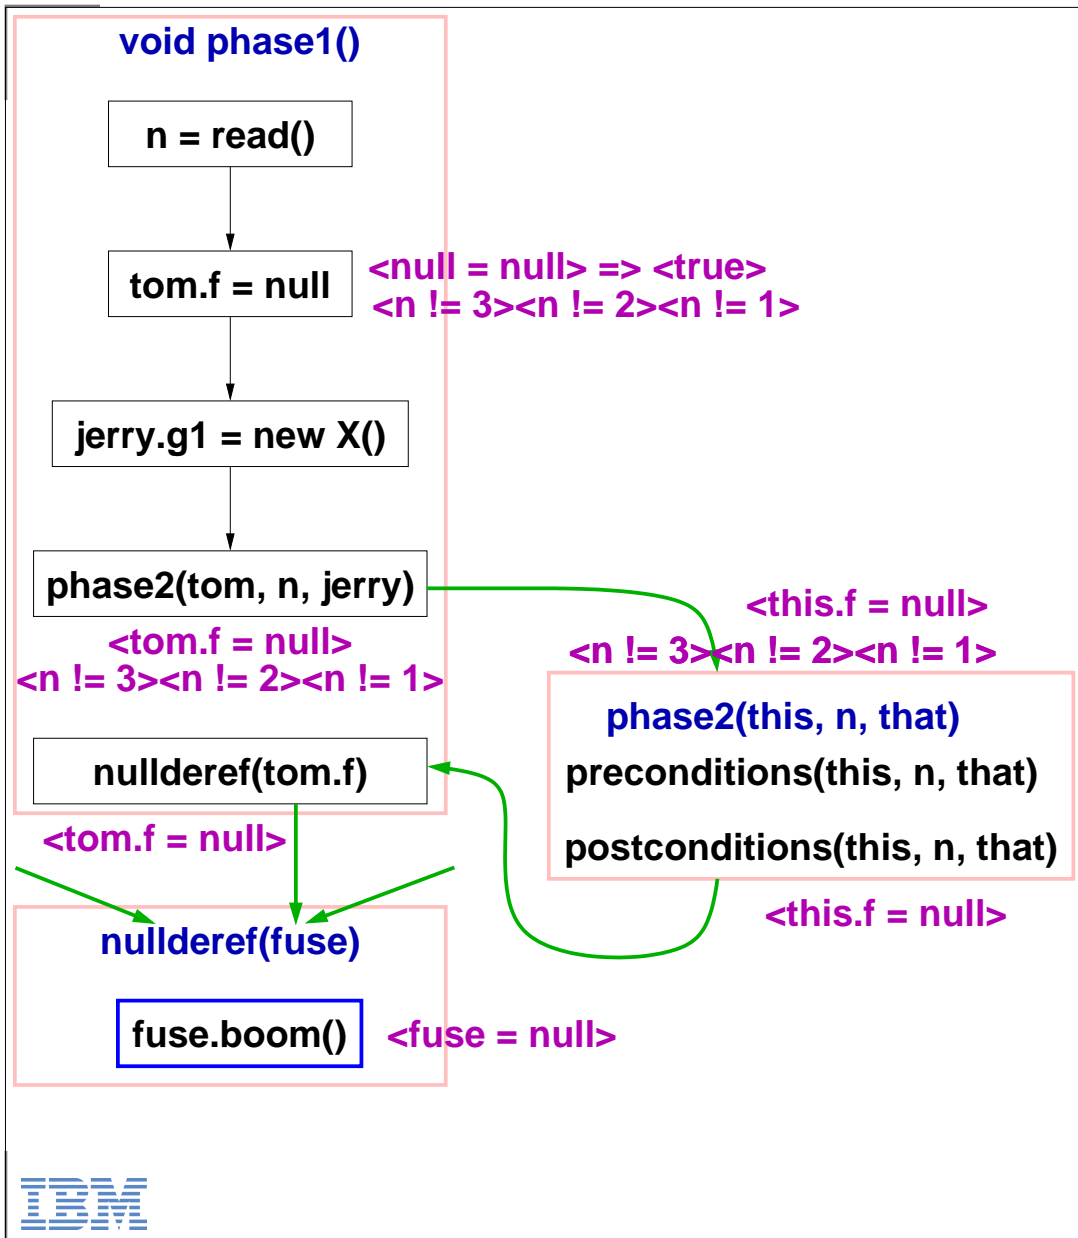 void phase1()
n = read()
tom.f = null
<null = null> => <true>
<n != 3><n != 2><n != 1>
jerry.g1 = new X()
phase2(tom, n, jerry)
<tom.f = null>
<n != 3><n != 2><n != 1>
<this.f = null>
<n != 3><n != 2><n != 1>
phase2(this, n, that)
preconditions(this, n, that)
postconditions(this, n, that)
<this.f = null>
nullderef(tom.f)
<tom.f = null>
nullderef(fuse)
fuse.boom()
<fuse = null>
IBM